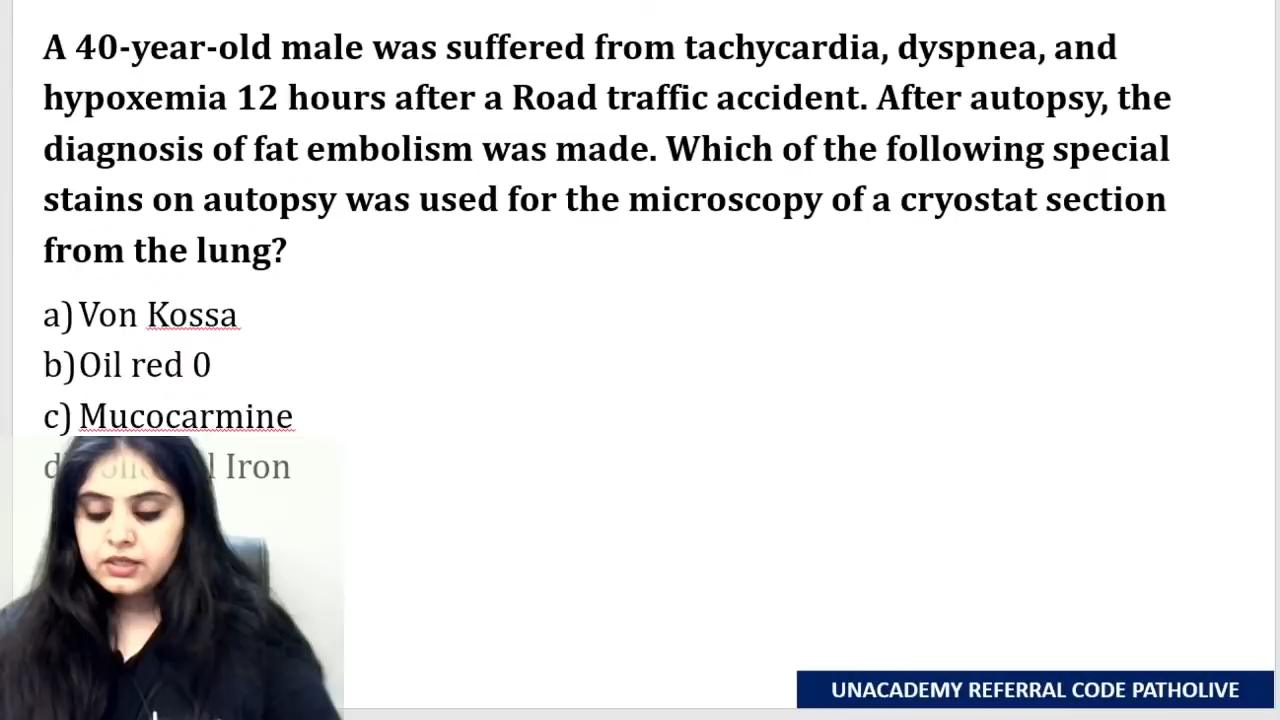 A 40-year-old male was suffered from tachycardia, dyspnea, and
hypoxemia 12 hours after a Road traffic accident. After autopsy, the
diagnosis of fat embolism was made. Which of the following special
stains on autopsy was used for the microscopy of a cryostat section
from the lung?
a) Von Kossa
b) Oil red 0
c) Mucocarmine
Iron
UNACADEMY REFERRAL CODE PATHOLIVE